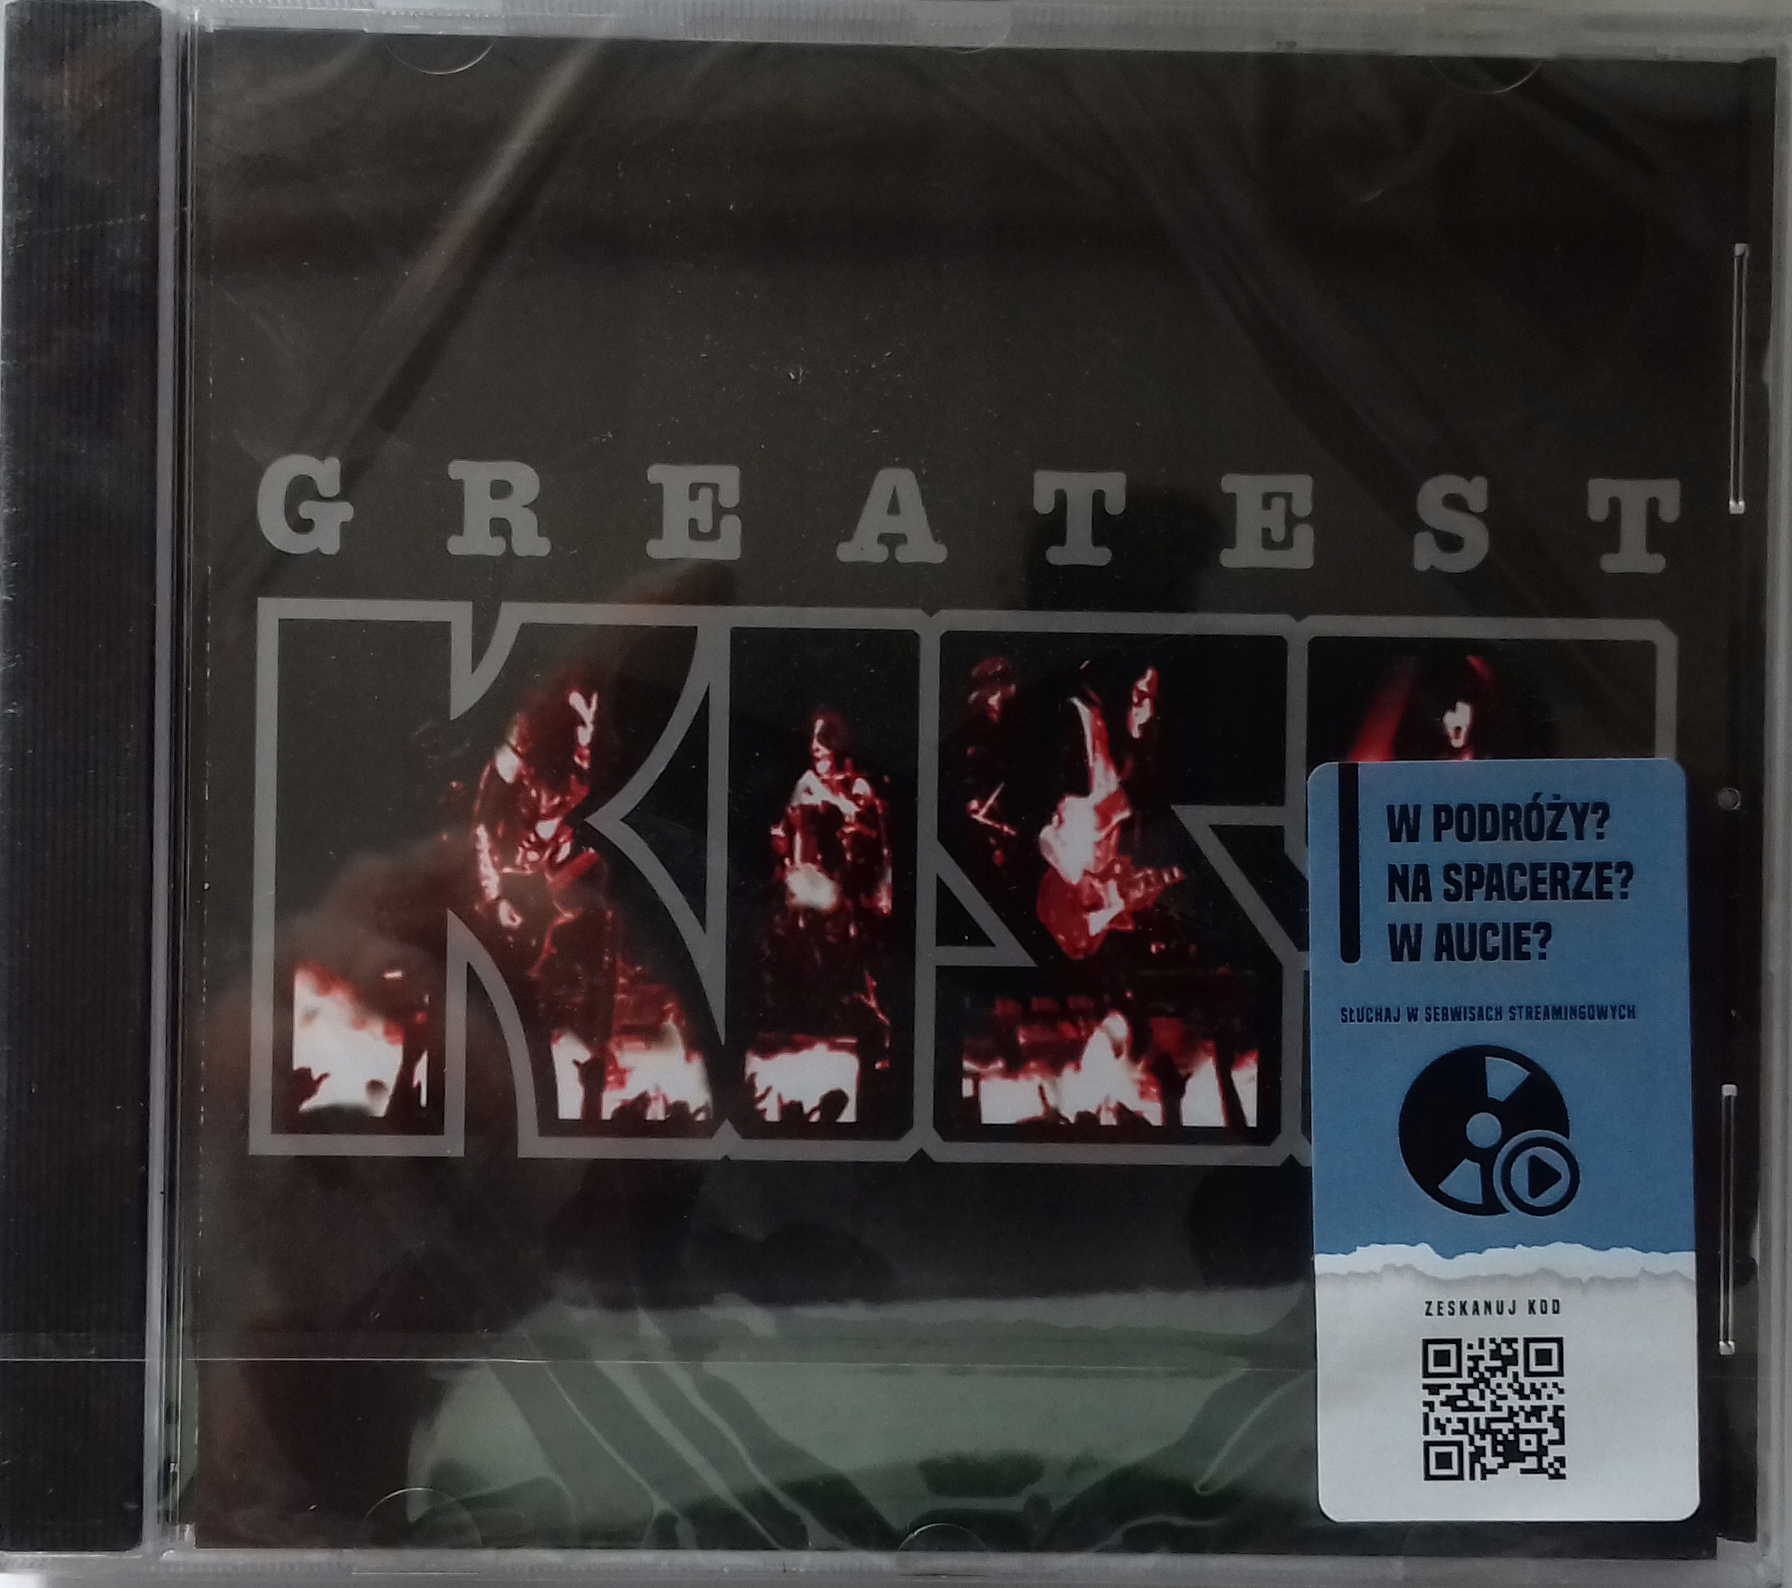 GREATEST
KISS
W PODRÓŻY?
NA SPACERZE?
W AUCIE?
SŁUCHAJ W SERWISACH STREAMINGOWYCH
ZESKANUJ KOD